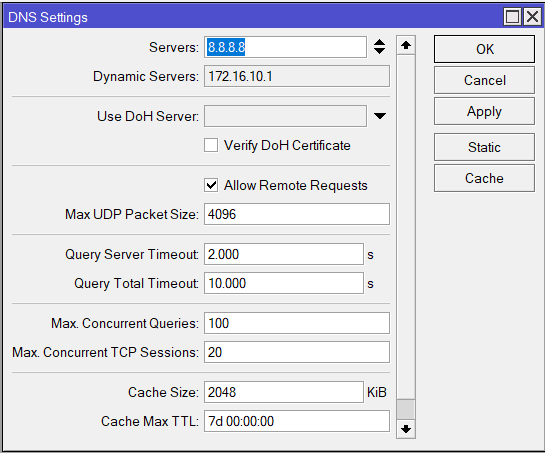 DNS Settings
Servers: 8.8.8.8
OK
Dynamic Servers: 172.16.10.1
Cancel
Use DoH Server:
Apply
Verify DoH Certificate
Static
Allow Remote Requests
Cache
Max UDP Packet Size: 4096
Query Server Timeout: 2.000 s
Query Total Timeout: 10.000 s
Max. Concurrent Queries: 100
Max. Concurrent TCP Sessions: 20
Cache Size: 2048 KiB
Cache Max TTL: 7d 00:00:00